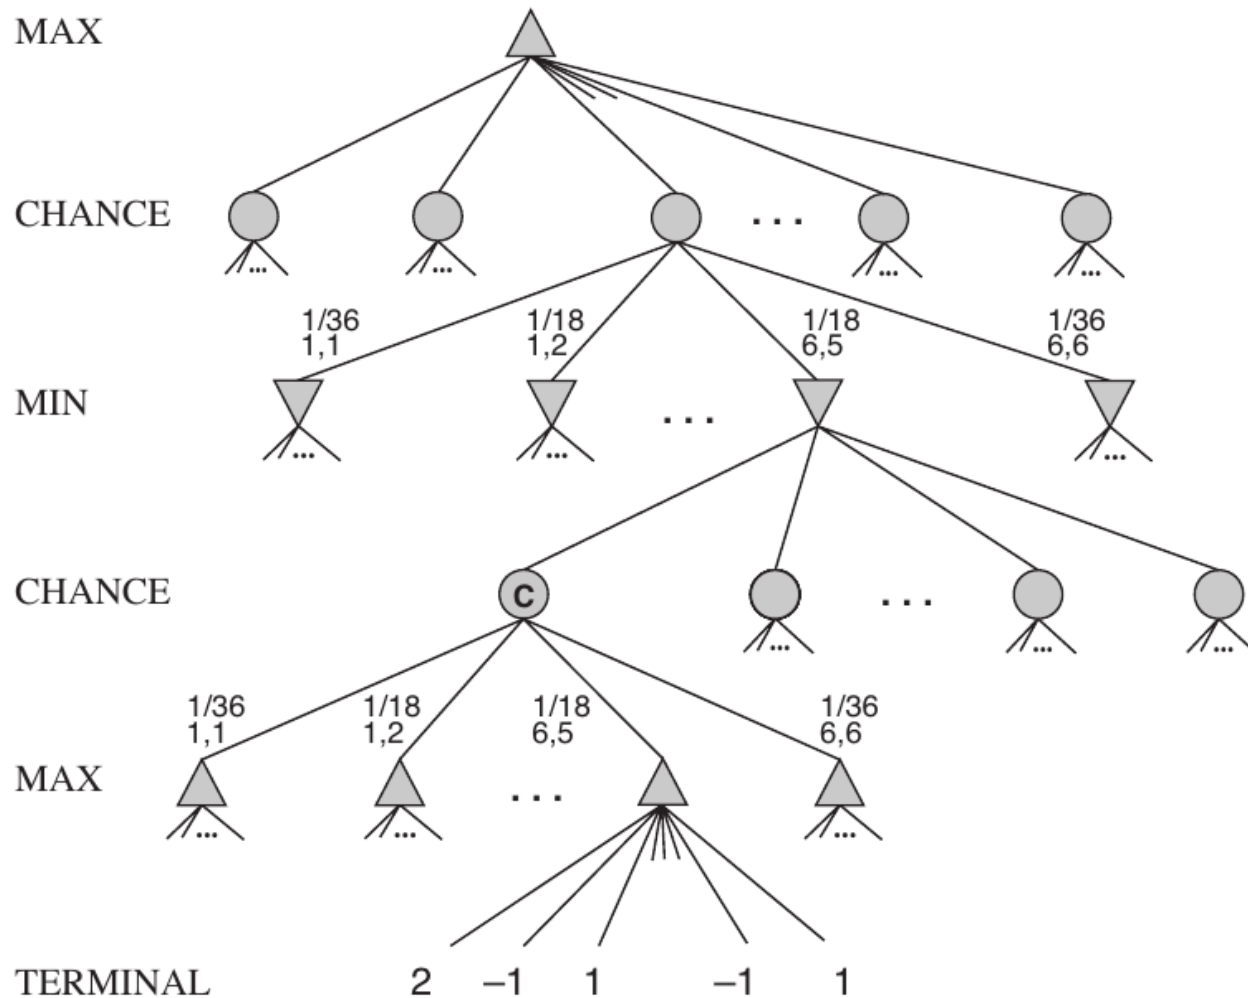 MAX
CHANCE
...
... ... ... ...
1/36 1/18 1/18 1/36
1,1 1,2 6,5 6,6
MIN
...
... ... ... ...
CHANCE C ...
... ... ...
1/36 1/18 1/18 1/36
1,1 1,2 6,5 6,6
MAX ...
... ... ...
TERMINAL 2 –1 1 –1 1